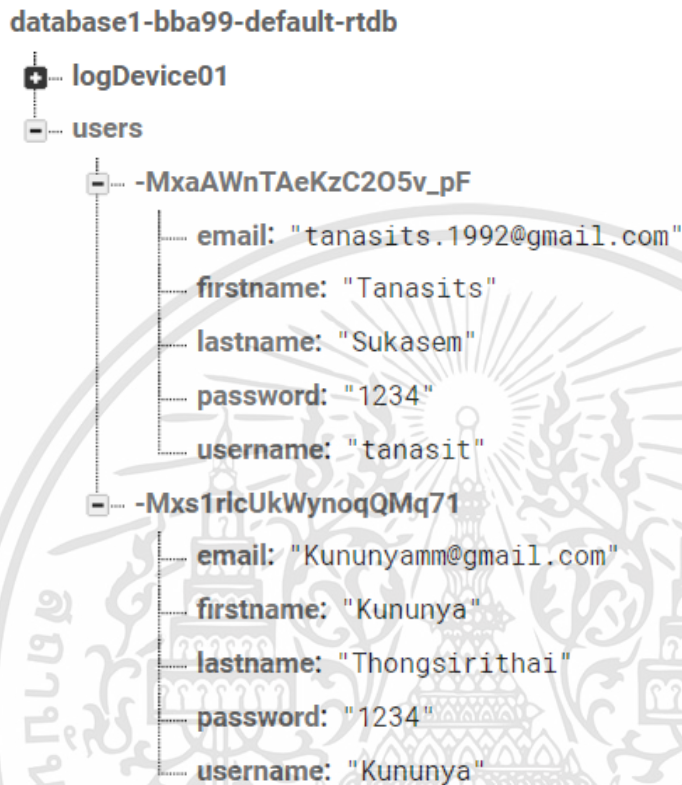 database1-bba99-default-rtdb
logDevice01
users
-MxaAWnTAeKzC2O5v_pF
email: "tanasits.1992@gmail.com"
firstname: "Tanasits"
lastname: "Sukasem"
password: "1234"
username: "tanasit"
-Mxs1rlcUkWynoqQMq71
email: "Kununyamm@gmail.com"
firstname: "Kununya"
lastname: "Thongsirithai"
password: "1234"
username: "Kununya"